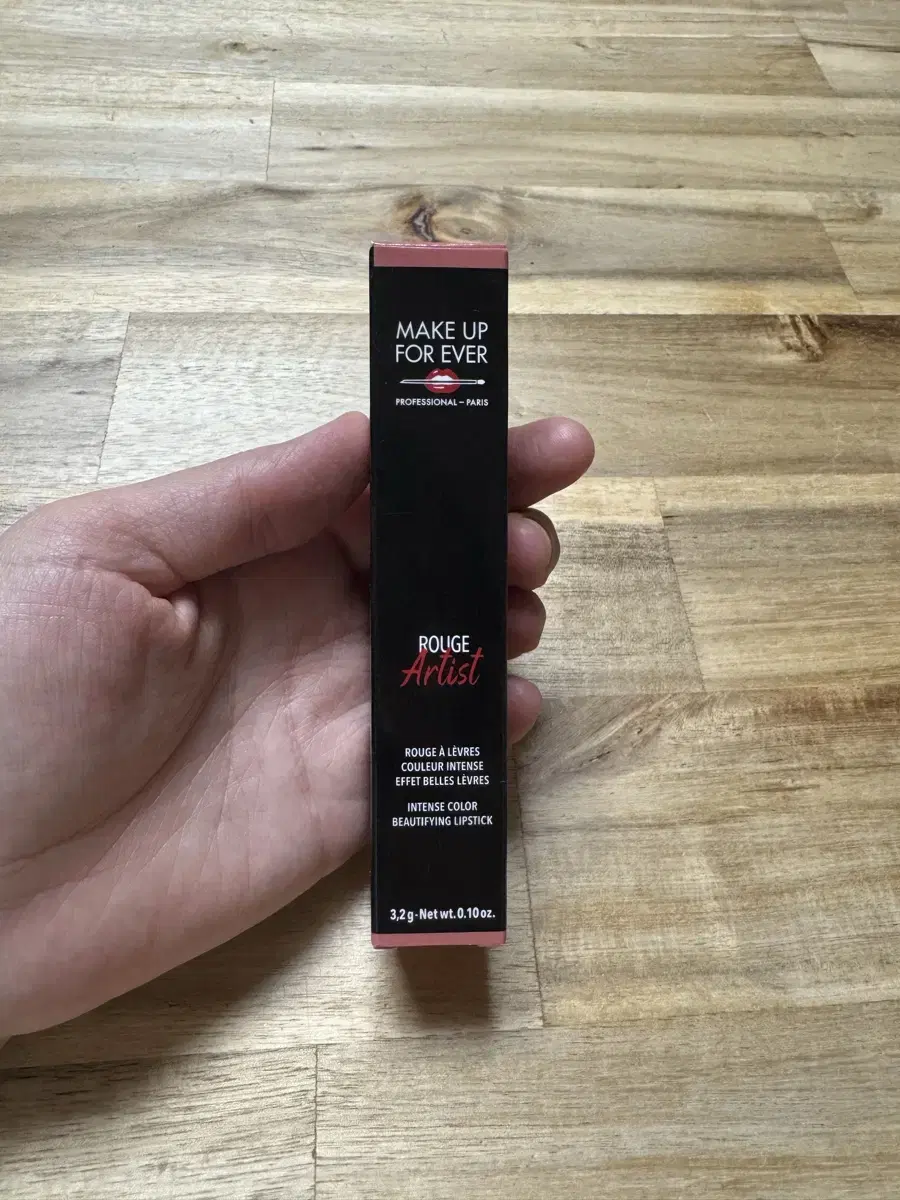 MAKE UP
FOR EVER
PROFESSIONAL – PARIS
ROUGE
Artist
ROUGE À LÈVRES
COULEUR INTENSE
EFFET BELLES LÈVRES
INTENSE COLOR
BEAUTIFYING LIPSTICK
3,2 g - Net wt. 0.10 oz.